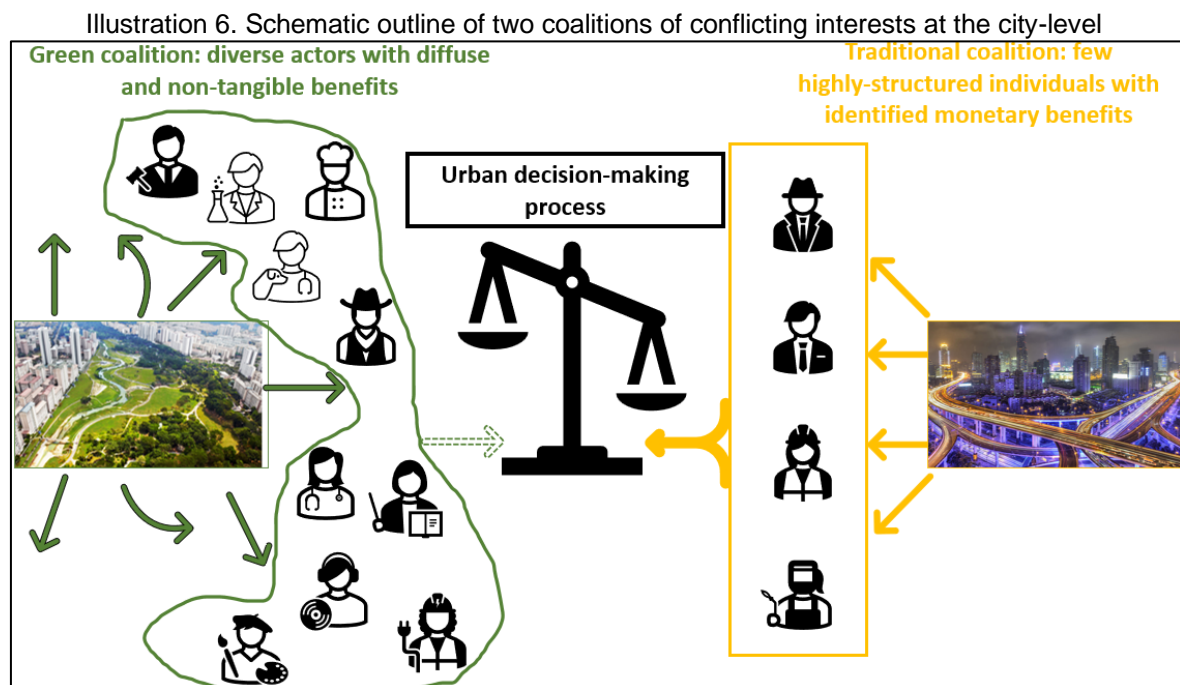 Illustration 6. Schematic outline of two coalitions of conflicting interests at the city-level
Green coalition: diverse actors with diffuse
and non-tangible benefits
Traditional coalition: few
highly-structured individuals with
identified monetary benefits
Urban decision-making
process